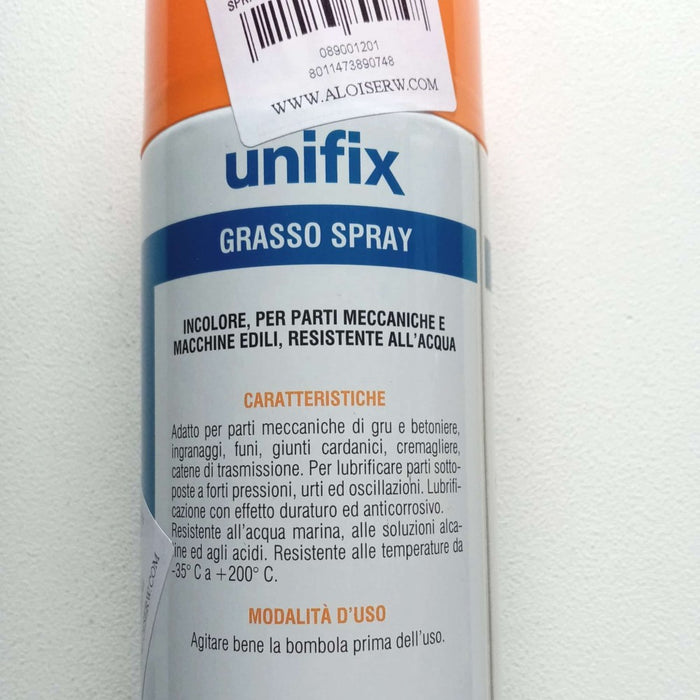 089001201
8011473890748
WWW.ALOISERW.COM
unifix
GRASSO SPRAY
INCOLORE, PER PARTI MECCANICHE E
MACCHINE EDILI, RESISTENTE ALL'ACQUA
CARATTERISTICHE
Adatto per parti meccaniche di gru e betoniere,
ingranaggi, funi, giunti cardanici, cremagliere,
catene di trasmissione. Per lubrificare parti sotto-
poste a forti pressioni, urti ed oscillazioni. Lubrifi-
cazione con effetto duraturo ed anticorrosivo.
Resistente all'acqua marina, alle soluzioni alca-
line ed agli acidi. Resistente alle temperature da
-35° C a +200° C.
MODALITÀ D'USO
Agitare bene la bombola prima dell'uso.